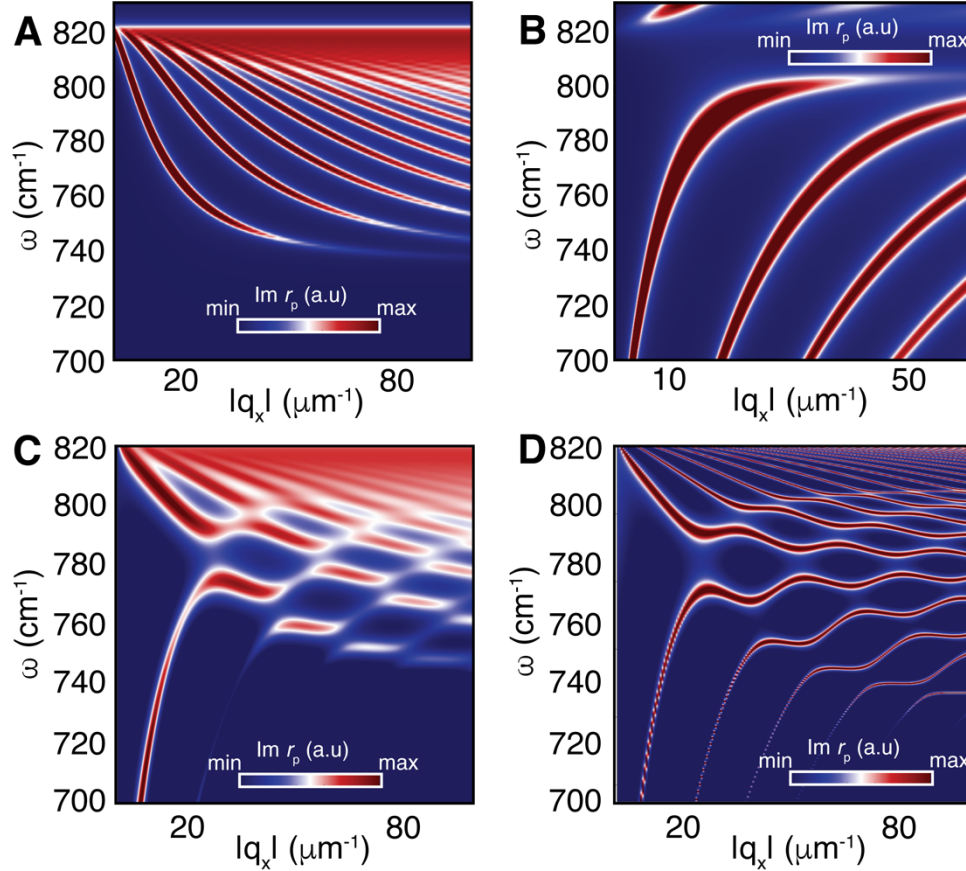 A
Im r_p (a.u)
min max
820
800
780
760
740
720
700
ω (cm⁻¹)
20 80
|q_x| (μm⁻¹)
B
Im r_p (a.u)
min max
820
800
780
760
740
720
700
ω (cm⁻¹)
10 50
|q_x| (μm⁻¹)
C
Im r_p (a.u)
min max
820
800
780
760
740
720
700
ω (cm⁻¹)
20 80
|q_x| (μm⁻¹)
D
Im r_p (a.u)
min max
820
800
780
760
740
720
700
ω (cm⁻¹)
20 80
|q_x| (μm⁻¹)